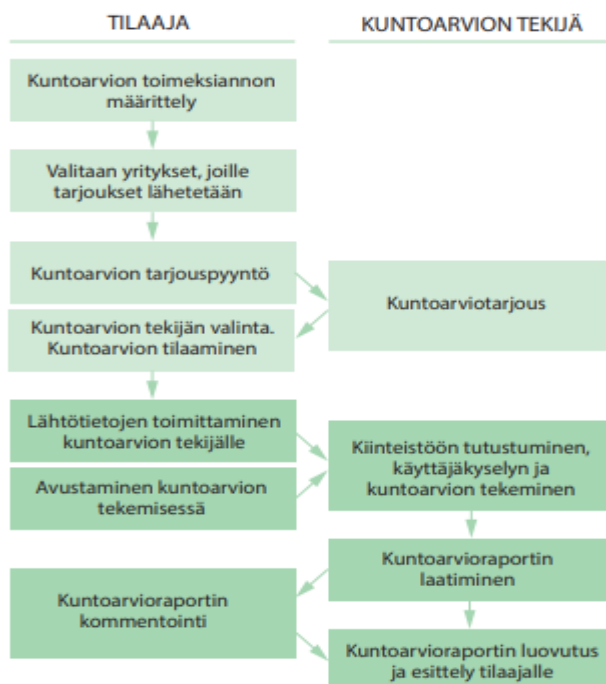 TILAAJA
KUNTOARVION TEKIJÄ
Kuntoarvion toimeksiannon
määrittely
Valitaan yritykset, joille
tarjoukset lähetetään
Kuntoarvion tarjouspyyntö
Kuntoarviotarjous
Kuntoarvion tekijän valinta.
Kuntoarvion tilaaminen
Lähtötietojen toimittaminen
kuntoarvion tekijälle
Avustaminen kuntoarvion
tekemisessä
Kiinteistöön tutustuminen,
käyttäjäkyselyn ja
kuntoarvion tekeminen
Kuntoarvioraportin
laatiminen
Kuntoarvioraportin
kommentointi
Kuntoarvioraportin luovutus
ja esittely tilaajalle